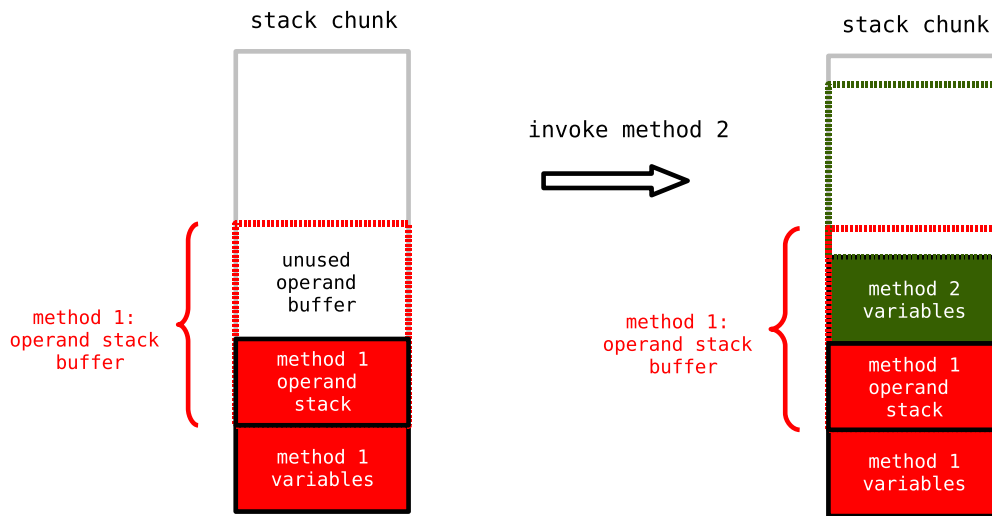 stack chunk
unused
operand
buffer
method 1:
operand stack
buffer
method 1
operand
stack
method 1
variables
invoke method 2
stack chunk
method 2
variables
method 1:
operand stack
buffer
method 1
operand
stack
method 1
variables